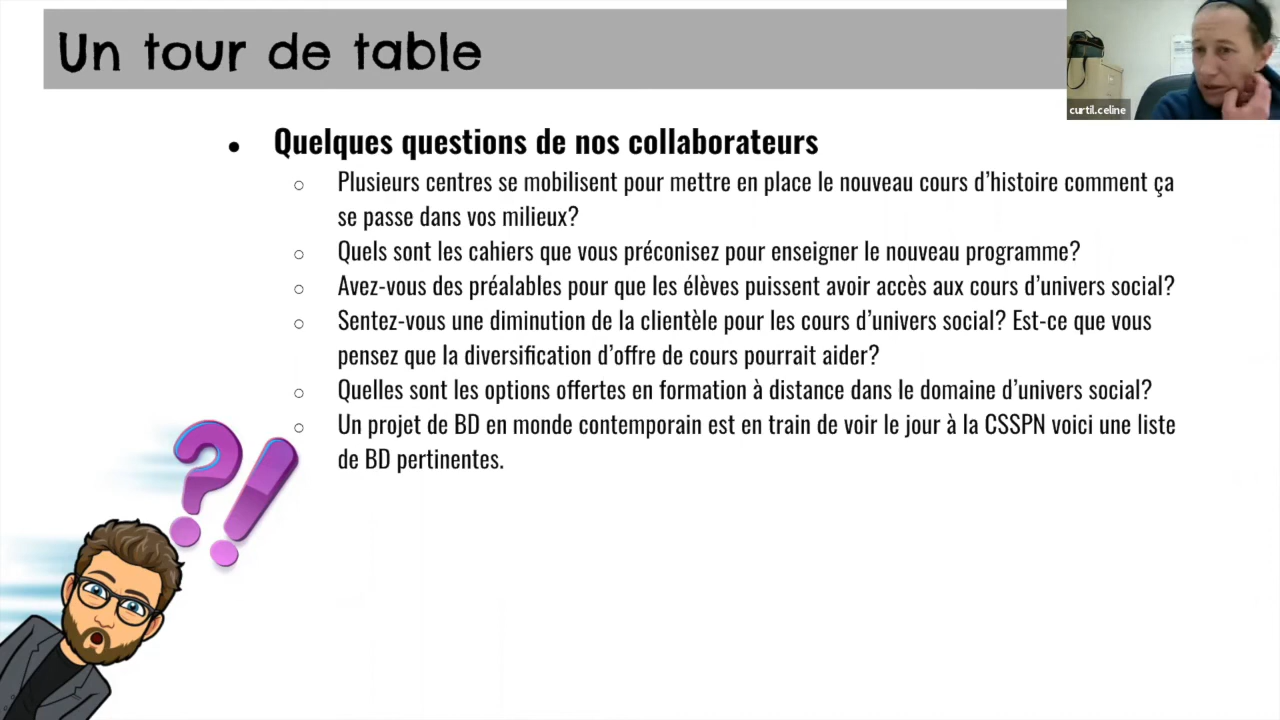 Un tour de table
curtil.celine
Quelques questions de nos collaborateurs
Plusieurs centres se mobilisent pour mettre en place le nouveau cours d'histoire comment ça
se passe dans vos milieux?
Quels sont les cahiers que vous préconisez pour enseigner le nouveau programme?
Avez-vous des préalables pour que les élèves puissent avoir accès aux cours d'univers social?
Sentez-vous une diminution de la clientèle pour les cours d'univers social? Est-ce que vous
pensez que la diversification d'offre de cours pourrait aider?
Quelles sont les options offertes en formation à distance dans le domaine d'univers social?
Un projet de BD en monde contemporain est en train de voir le jour à la CSSPN voici une liste
de BD pertinentes.
?!